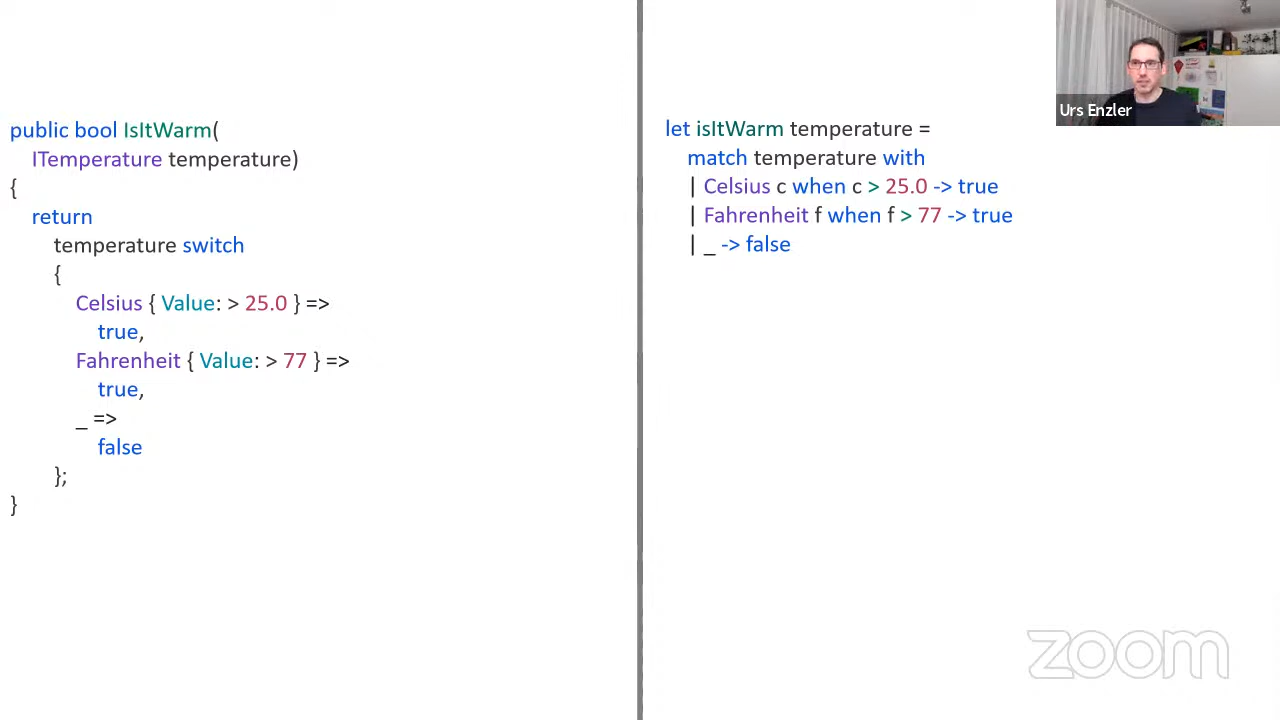 public bool IsItWarm(
ITemperature temperature)
{
return
temperature switch
{
Celsius { Value: > 25.0 } =>
true,
Fahrenheit { Value: > 77 } =>
true,
_ =>
false
};
}
let isItWarm temperature =
match temperature with
| Celsius c when c > 25.0 -> true
| Fahrenheit f when f > 77 -> true
| _ -> false
Urs Enzler
zoom